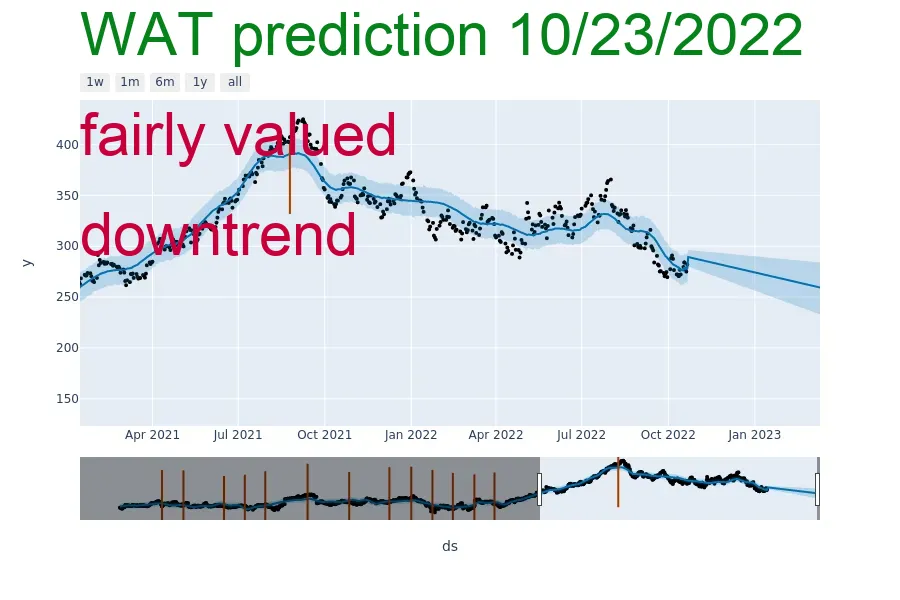 WAT prediction 10/23/2022
1w 1m 6m 1y all
fairly valued
downtrend
400
350
300
250
200
150
y
Apr 2021 Jul 2021 Oct 2021 Jan 2022 Apr 2022 Jul 2022 Oct 2022 Jan 2023
ds